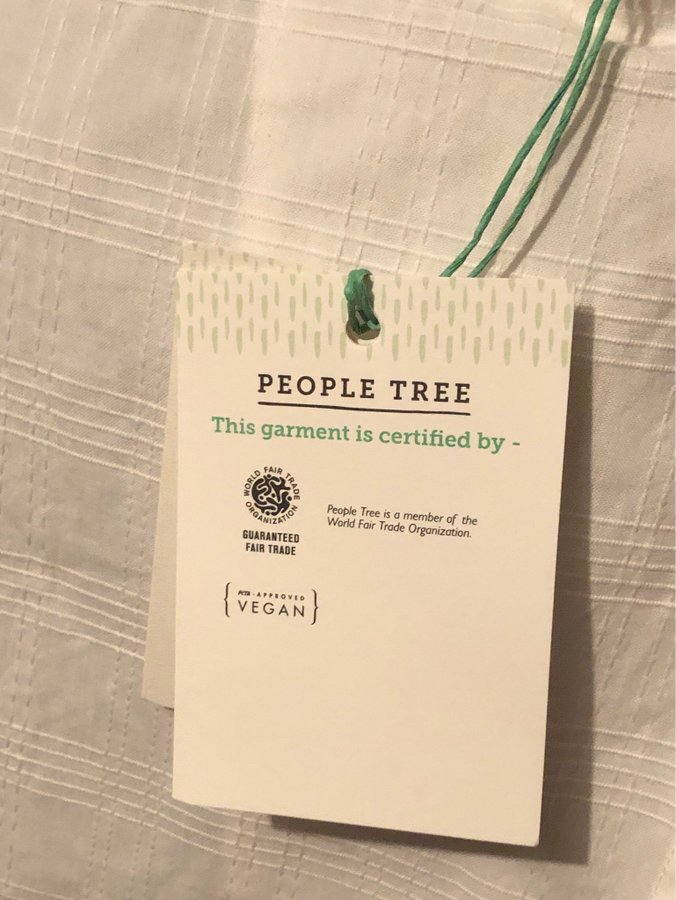 PEOPLE TREE
This garment is certified by -
WORLD FAIR TRADE ORGANIZATION
GUARANTEED
FAIR TRADE
People Tree is a member of the
World Fair Trade Organization.
PETA - APPROVED
VEGAN